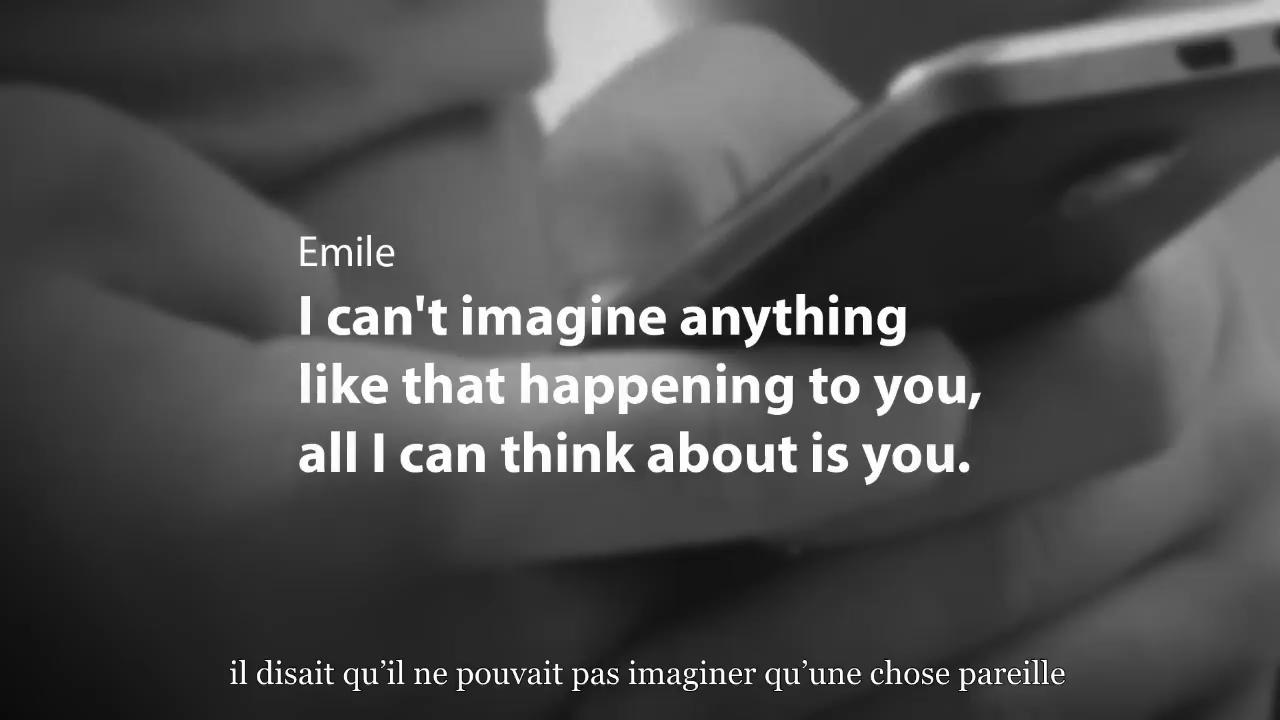 Emile
I can't imagine anything
like that happening to you,
all I can think about is you.
il disait qu’il ne pouvait pas imaginer qu’une chose pareille